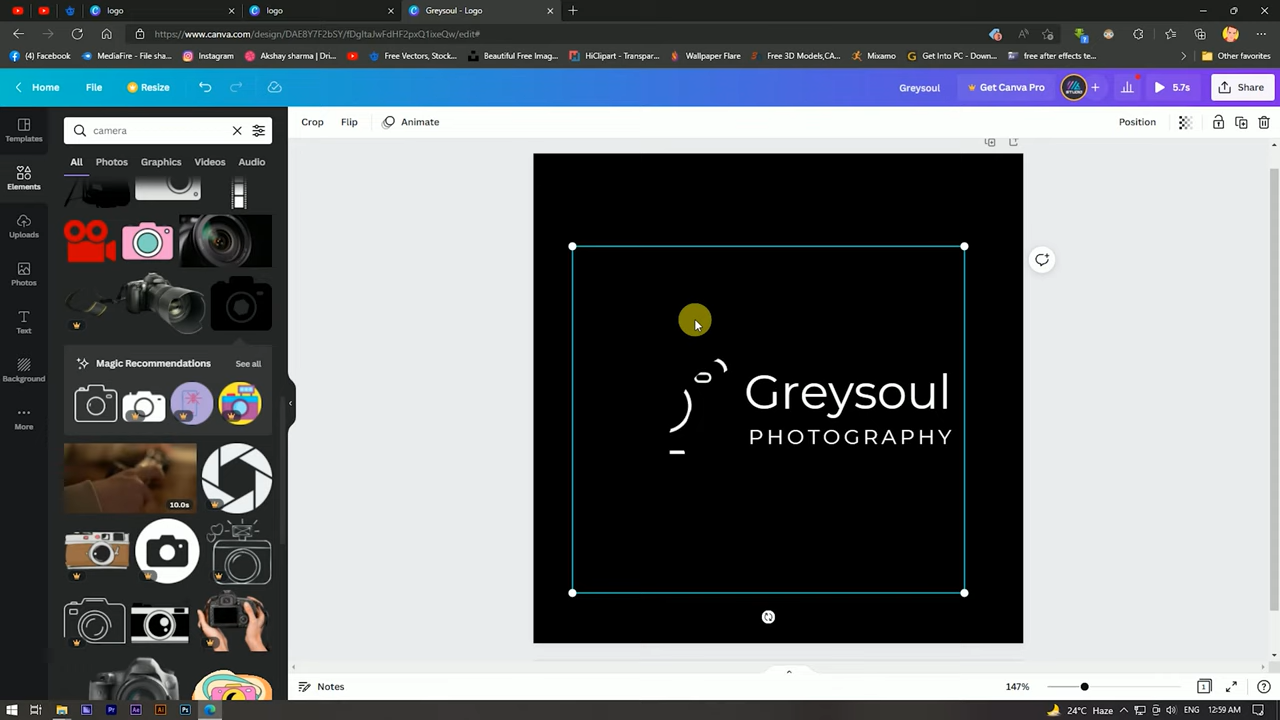 logo
logo
Greysoul - Logo
https://www.canva.com/design/DAE8Y7F2bSY/fDgItaJwFdHF2pxQ1ixeQw/edit#
(4) Facebook
MediaFire - File sha...
Instagram
Akshay sharma | Dri...
Free Vectors, Stock...
Beautiful Free Imag...
HiClipart - Transpar...
Wallpaper Flare
Free 3D Models,CA...
Mixamo
Get Into PC - Down...
free after effects te...
Other favorites
Home
File
Resize
Greysoul
Get Canva Pro
STUDIO
5.7s
Share
Templates
Elements
Uploads
Photos
Text
Background
More
camera
All
Photos
Graphics
Videos
Audio
Magic Recommendations
See all
10.0s
Crop
Flip
Animate
Position
Greysoul
PHOTOGRAPHY
Notes
147%
1
24°C Haze
ENG
12:59 AM